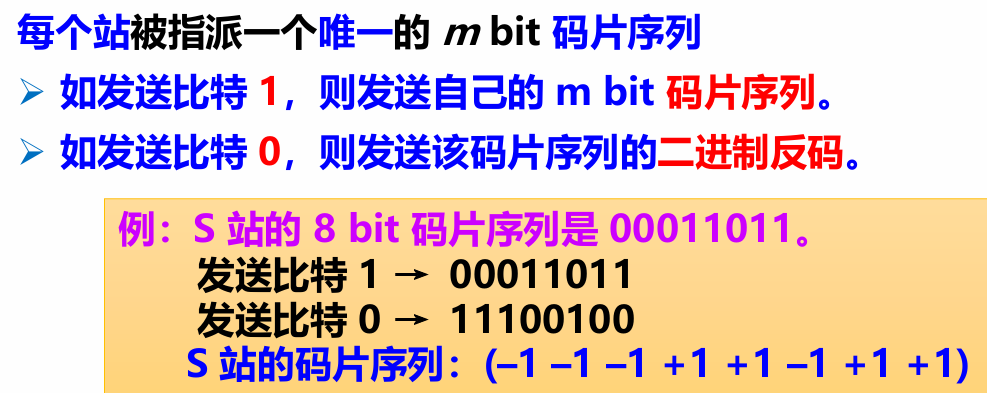 每个站被指派一个唯一的 m bit 码片序列
➢ 如发送比特 1，则发送自己的 m bit 码片序列。
➢ 如发送比特 0，则发送该码片序列的二进制反码。
例：S 站的 8 bit 码片序列是 00011011。
发送比特 1 → 00011011
发送比特 0 → 11100100
S 站的码片序列：(–1 –1 –1 +1 +1 –1 +1 +1)